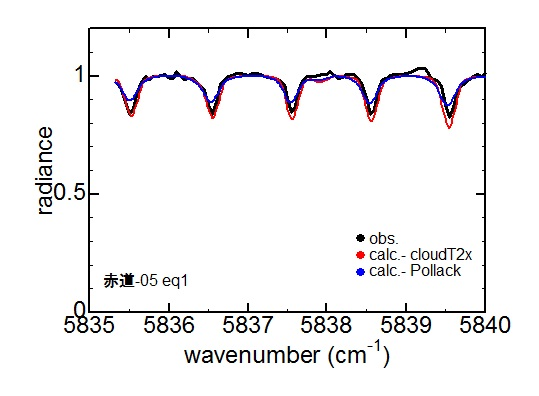 1
radiance
0.5
obs.
calc.- cloudT2x
calc.- Pollack
赤道-05 eq1
0
5835 5836 5837 5838 5839 5840
wavenumber (cm-1)